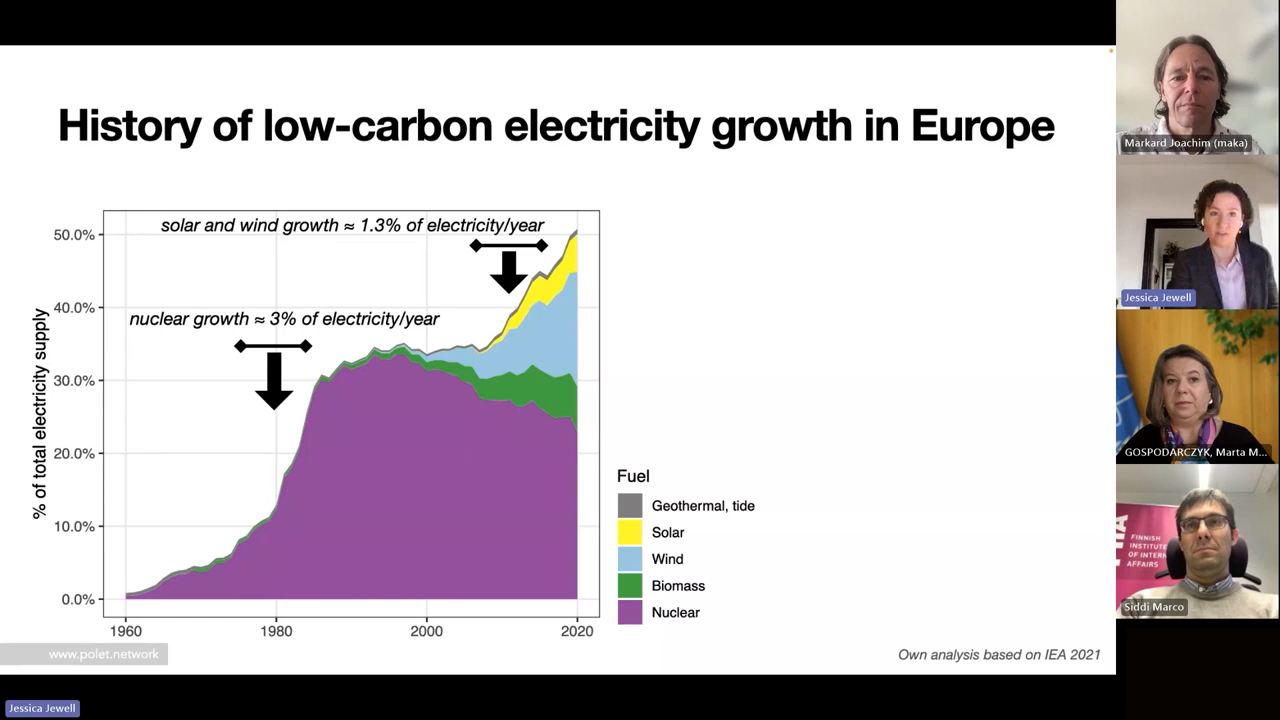 History of low-carbon electricity growth in Europe
solar and wind growth ≈ 1.3% of electricity/year
nuclear growth ≈ 3% of electricity/year
% of total electricity supply
50.0%
40.0%
30.0%
20.0%
10.0%
0.0%
1960
1980
2000
2020
Fuel
Geothermal, tide
Solar
Wind
Biomass
Nuclear
www.polet.network
Own analysis based on IEA 2021
Jessica Jewell
Markard Joachim (maka)
Jessica Jewell
GOSPODARCZYK, Marta M...
FINNISH
INSTITUTE
OF INTERN
AFFAIRS
Siddi Marco